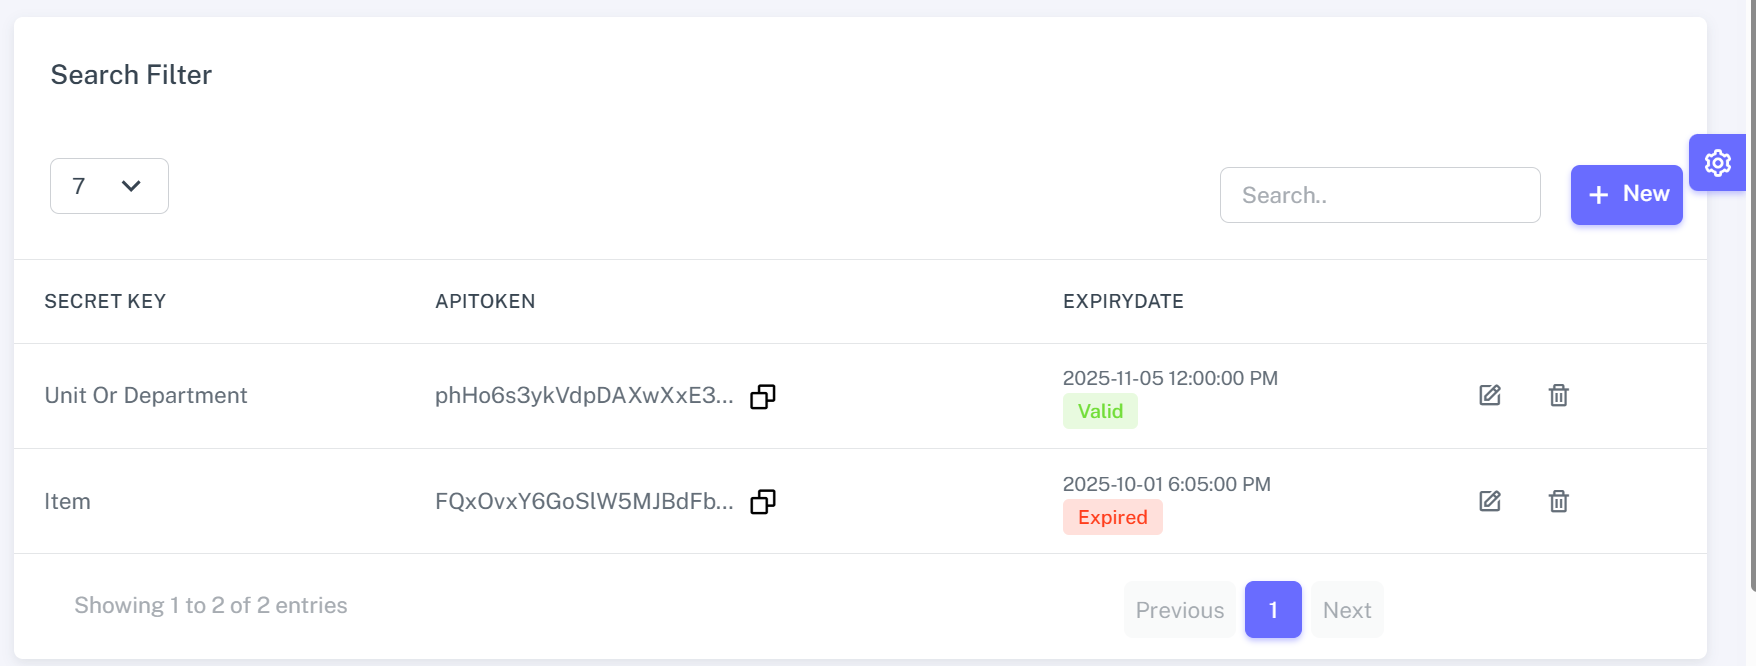 Search Filter
7
Search..
New
SECRET KEY APITOKEN EXPIRYDATE
Unit Or Department phHo6s3ykVdpDAXwXxE3... 2025-11-05 12:00:00 PM
Valid
Item FQxOvxY6GoSlW5MJBdFb... 2025-10-01 6:05:00 PM
Expired
Showing 1 to 2 of 2 entries Previous 1 Next